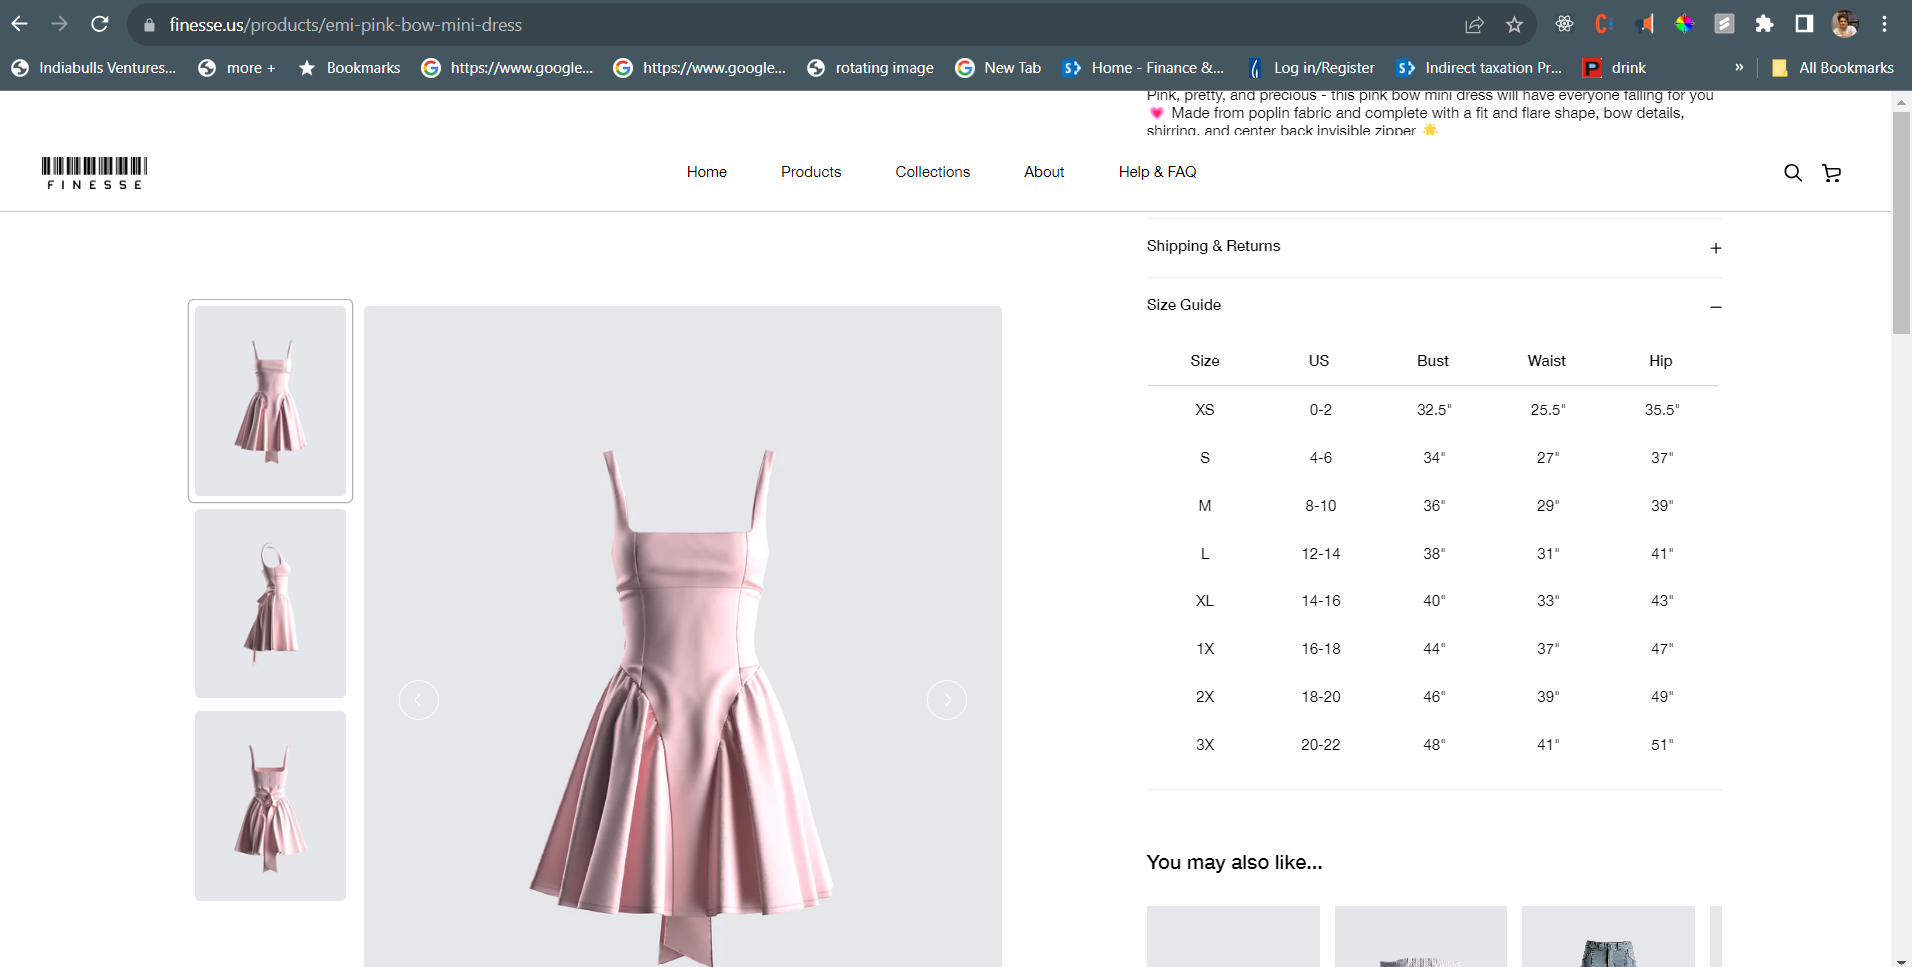 finesse.us/products/emi-pink-bow-mini-dress
Indiabulls Ventures... more + Bookmarks https://www.google... https://www.google... rotating image New Tab Home - Finance &... Log in/Register Indirect taxation Pr... drink » All Bookmarks
Pink, pretty, and precious - this pink bow mini dress will have everyone falling for you
💗 Made from poplin fabric and complete with a fit and flare shape, bow details,
shirring, and center back invisible zipper 🌟
FINESSE
Home Products Collections About Help & FAQ
Shipping & Returns +
Size Guide –
Size US Bust Waist Hip
XS 0-2 32.5" 25.5" 35.5"
S 4-6 34" 27" 37"
M 8-10 36" 29" 39"
L 12-14 38" 31" 41"
XL 14-16 40" 33" 43"
1X 16-18 44" 37" 47"
2X 18-20 46" 39" 49"
3X 20-22 48" 41" 51"
You may also like...